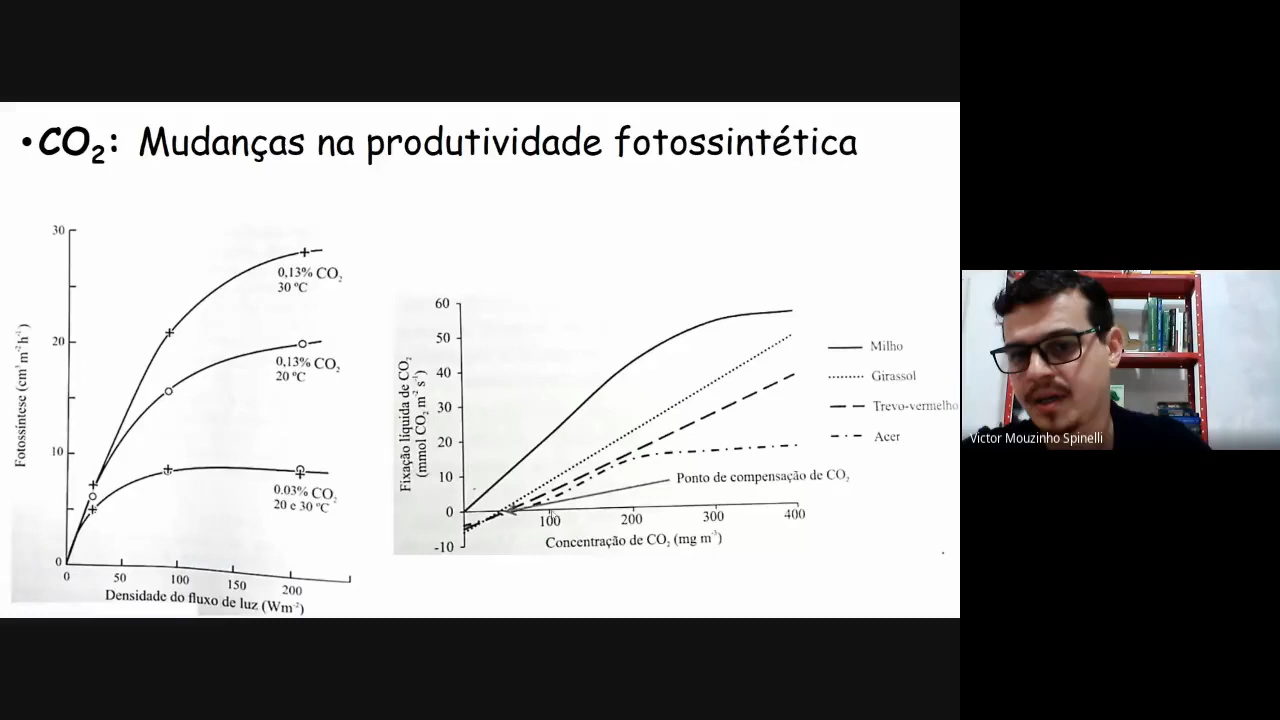 • CO₂: Mudanças na produtividade fotossintética
30
20
10
0
Fotossíntese (cm³ m⁻² h⁻¹)
0,13% CO₂
30 ºC
0,13% CO₂
20 ºC
0,03% CO₂
20 e 30 ºC
0 50 100 150 200
Densidade do fluxo de luz (Wm⁻²)
60
50
40
30
20
10
0
-10
Fixação líquida de CO₂
(mmol CO₂ m⁻² s⁻¹)
Milho
Girassol
Trevo-vermelho
Acer
Ponto de compensação de CO₂
100 200 300 400
Concentração de CO₂ (mg m⁻³)
Victor Mouzinho Spinelli